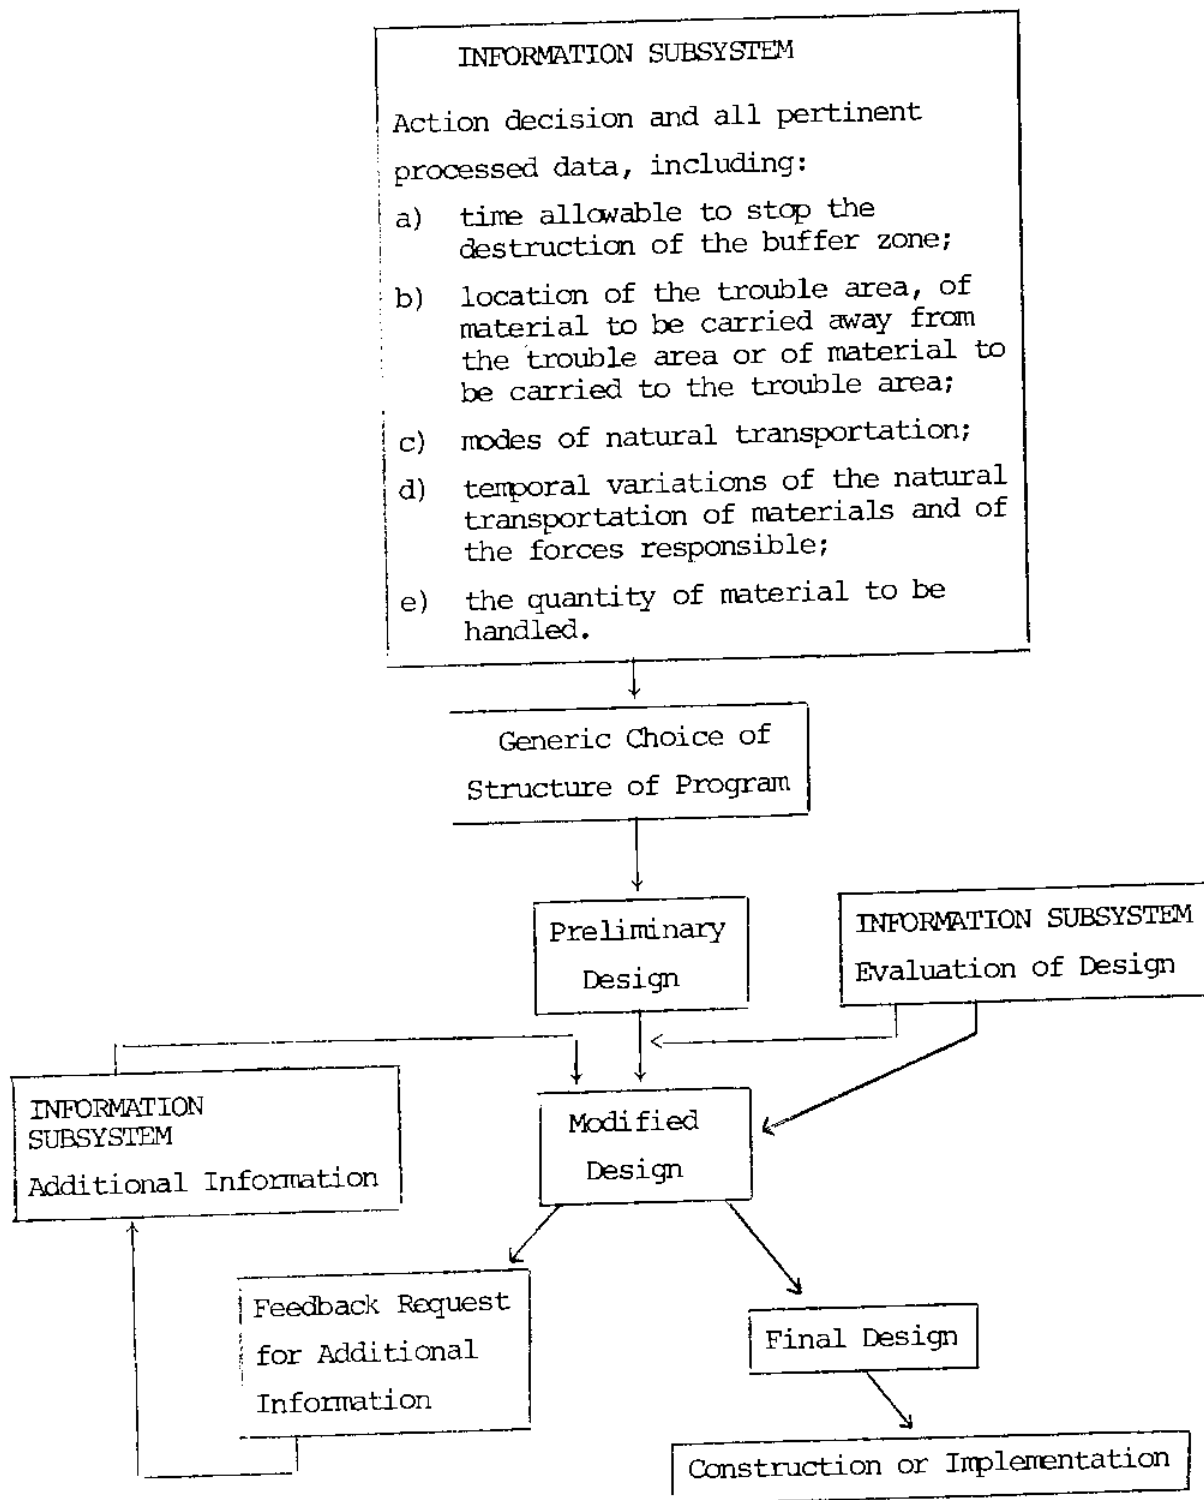 INFORMATION SUBSYSTEM
Action decision and all pertinent
processed data, including:
a) time allowable to stop the
destruction of the buffer zone;
b) location of the trouble area, of
material to be carried away from
the trouble area or of material to
be carried to the trouble area;
c) modes of natural transportation;
d) temporal variations of the natural
transportation of materials and of
the forces responsible;
e) the quantity of material to be
handled.
Generic Choice of
Structure of Program
Preliminary
Design
INFORMATION SUBSYSTEM
Evaluation of Design
INFORMATION
SUBSYSTEM
Additional Information
Modified
Design
Feedback Request
for Additional
Information
Final Design
Construction or Implementation